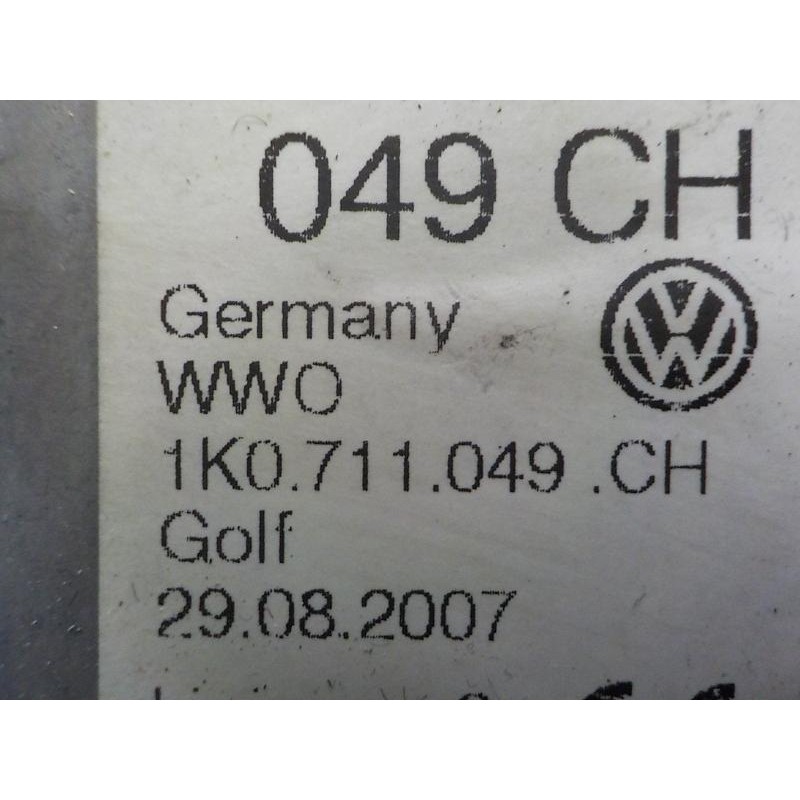 049 CH
Germany
WWO
1K0.711.049 .CH
Golf
29.08.2007